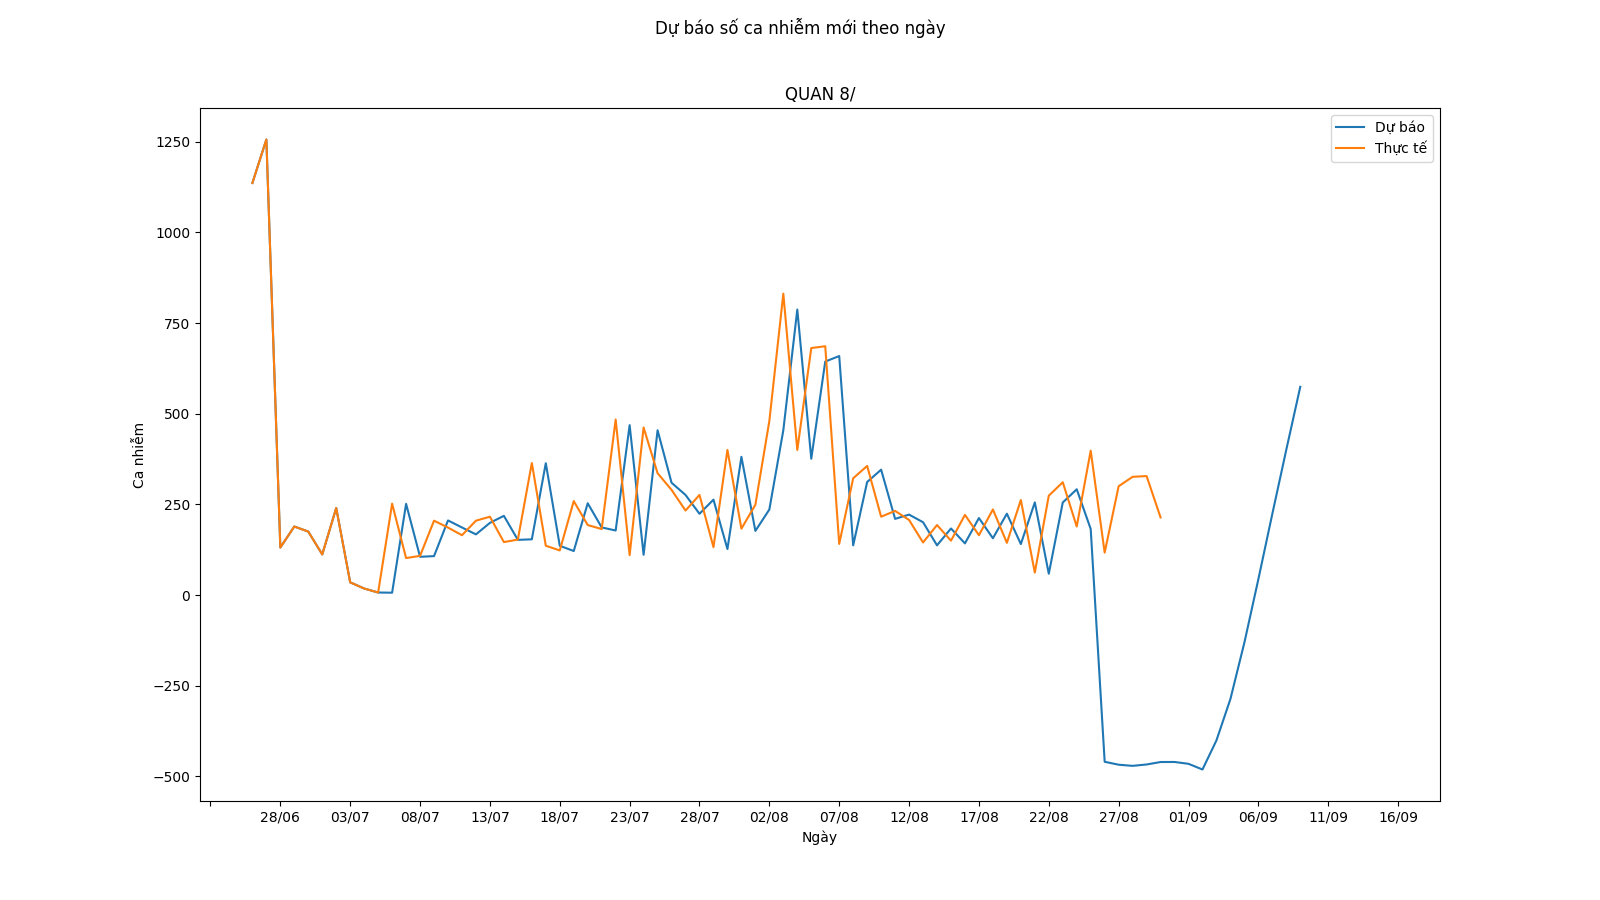 Dự báo số ca nhiễm mới theo ngày
QUAN 8/
Dự báo
Thực tế
1250
1000
750
500
250
0
−250
−500
Ca nhiễm
28/06 03/07 08/07 13/07 18/07 23/07 28/07 02/08 07/08 12/08 17/08 22/08 27/08 01/09 06/09 11/09 16/09
Ngày